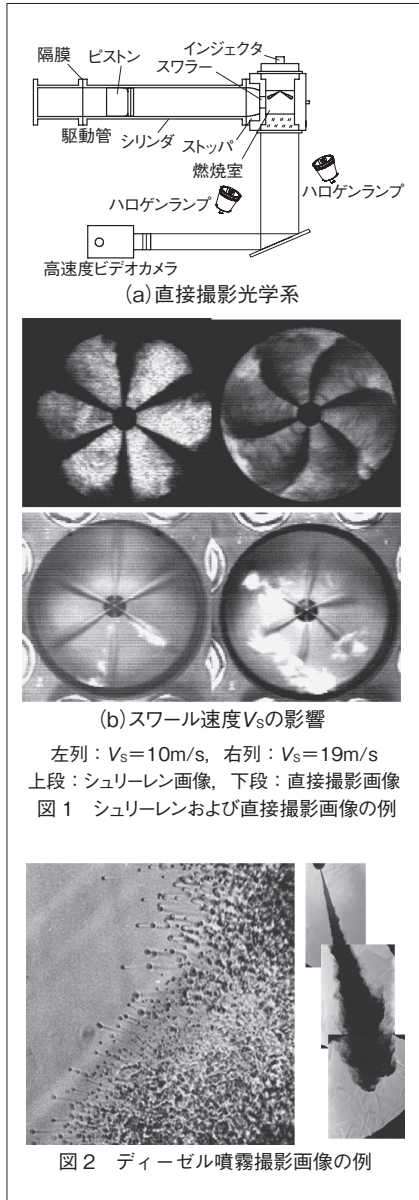 インジェクタ
スワラー
隔膜
ピストン
駆動管
シリンダ
ストッパ
燃焼室
ハロゲンランプ
ハロゲンランプ
高速度ビデオカメラ
(a)直接撮影光学系
(b)スワール速度VSの影響
左列：VS＝10m/s，右列：VS＝19m/s
上段：シュリーレン画像，下段：直接撮影画像
図 1　シュリーレンおよび直接撮影画像の例
図 2　ディーゼル噴霧撮影画像の例